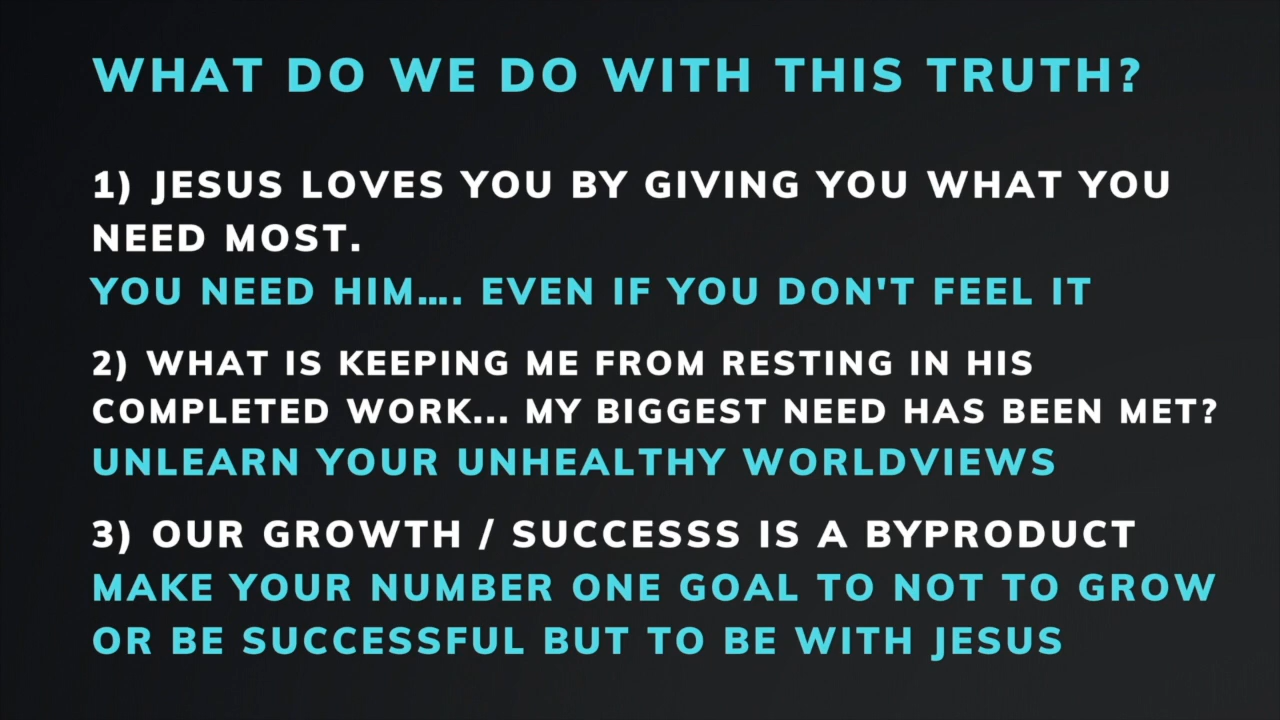 WHAT DO WE DO WITH THIS TRUTH?
1) JESUS LOVES YOU BY GIVING YOU WHAT YOU
NEED MOST.
YOU NEED HIM.... EVEN IF YOU DON'T FEEL IT
2) WHAT IS KEEPING ME FROM RESTING IN HIS
COMPLETED WORK... MY BIGGEST NEED HAS BEEN MET?
UNLEARN YOUR UNHEALTHY WORLDVIEWS
3) OUR GROWTH / SUCCESSS IS A BYPRODUCT
MAKE YOUR NUMBER ONE GOAL TO NOT TO GROW
OR BE SUCCESSFUL BUT TO BE WITH JESUS